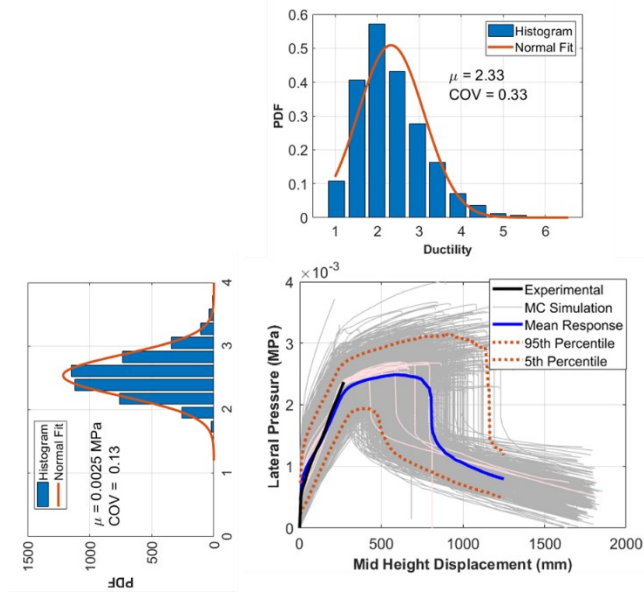 0.6
0.5
0.4
0.3
0.2
0.1
0
PDF
Histogram
Normal Fit
μ = 2.33
COV = 0.33
1 2 3 4 5 6
Ductility
4
3
2
1
0
1500 1000 500 0
PDF
Histogram
Normal Fit
μ = 0.0025 MPa
COV = 0.13
×10⁻³
4
3
2
1
0
Lateral Pressure (MPa)
Experimental
MC Simulation
Mean Response
95th Percentile
5th Percentile
0 500 1000 1500 2000
Mid Height Displacement (mm)